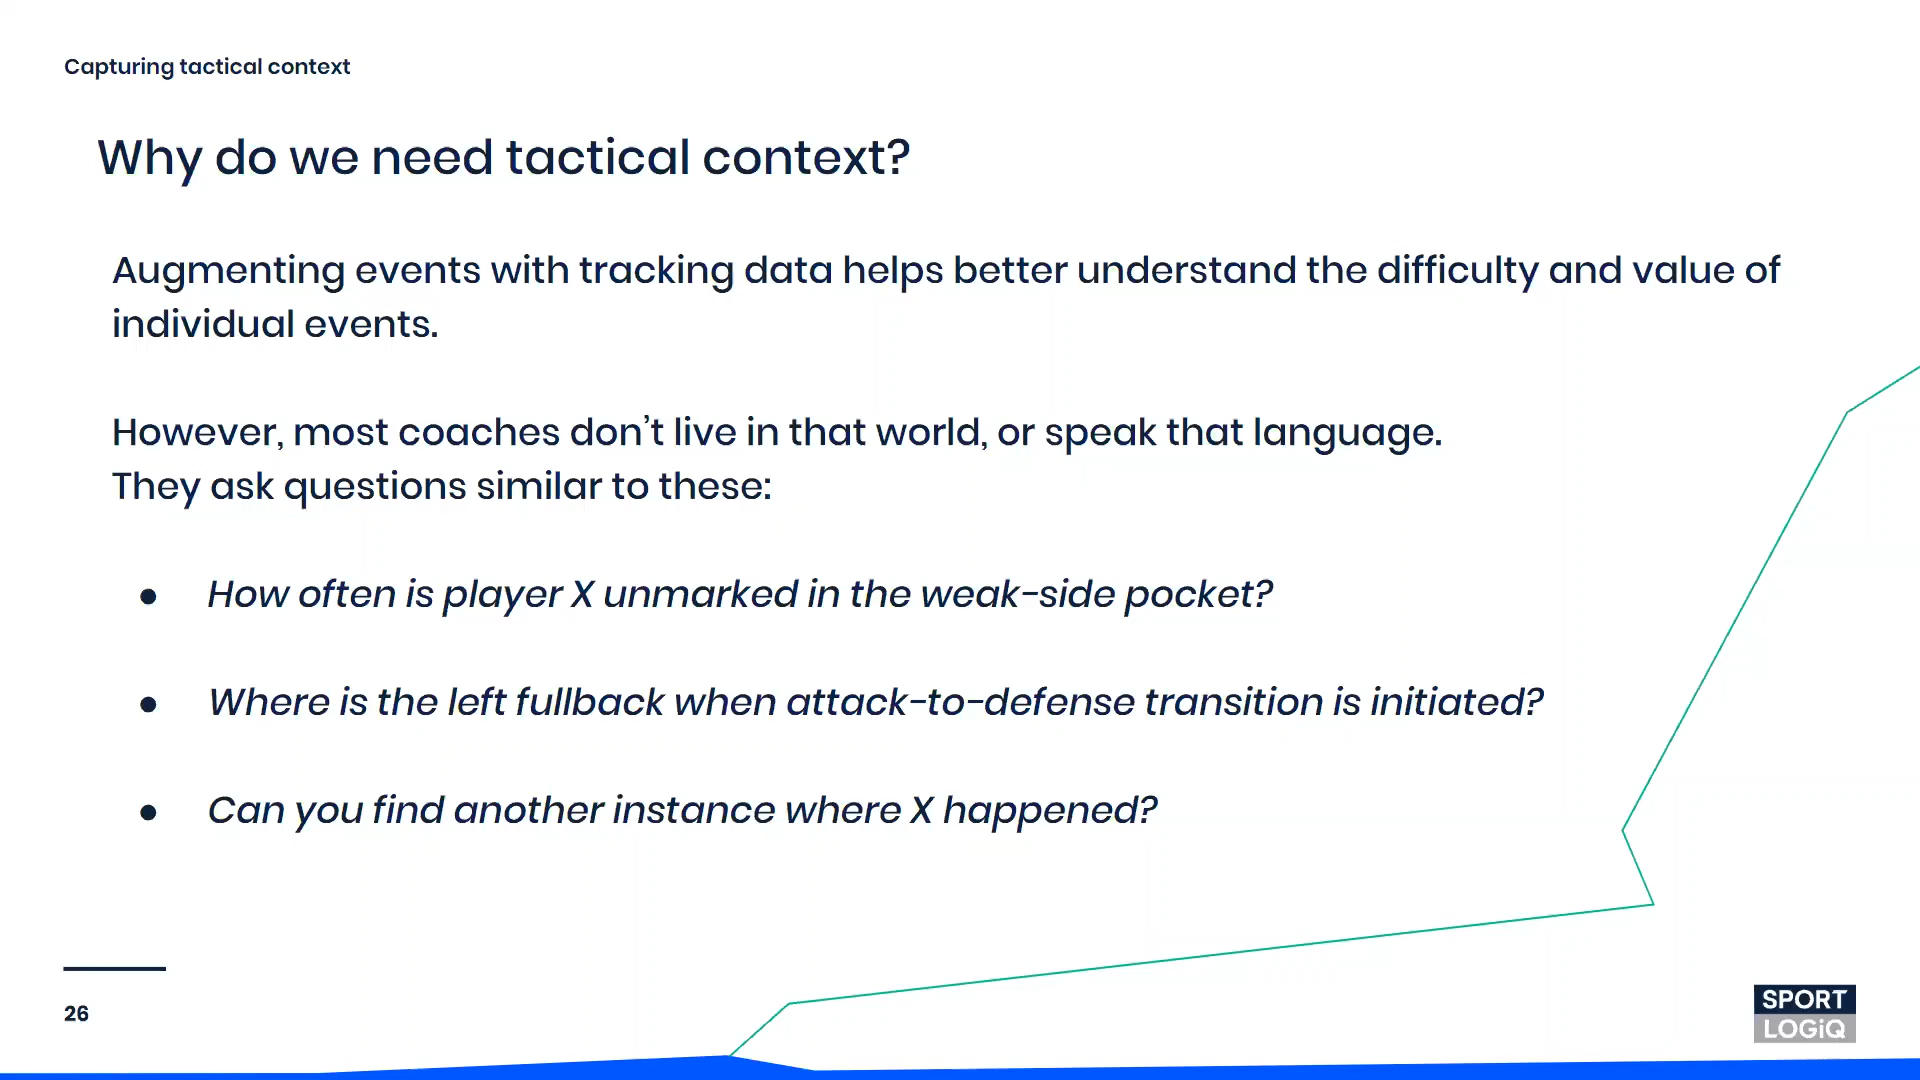 Capturing tactical context
Why do we need tactical context?
Augmenting events with tracking data helps better understand the difficulty and value of
individual events.
However, most coaches don’t live in that world, or speak that language.
They ask questions similar to these:
● How often is player X unmarked in the weak-side pocket?
● Where is the left fullback when attack-to-defense transition is initiated?
● Can you find another instance where X happened?
26
SPORT
LOGiQ